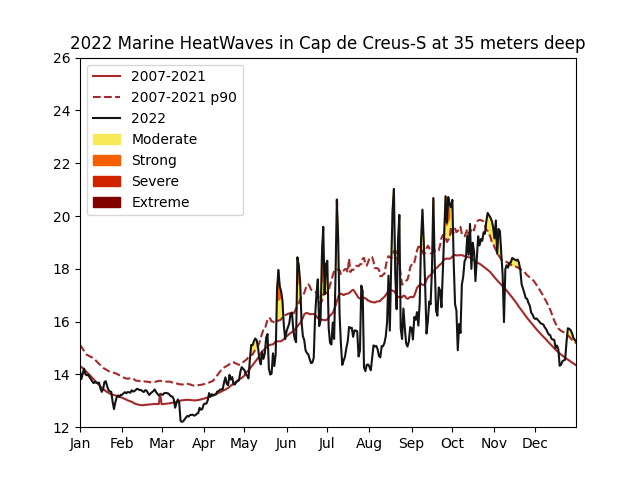 2022 Marine HeatWaves in Cap de Creus-S at 35 meters deep
26
24
22
20
18
16
14
12
2007-2021
2007-2021 p90
2022
Moderate
Strong
Severe
Extreme
Jan Feb Mar Apr May Jun Jul Aug Sep Oct Nov Dec